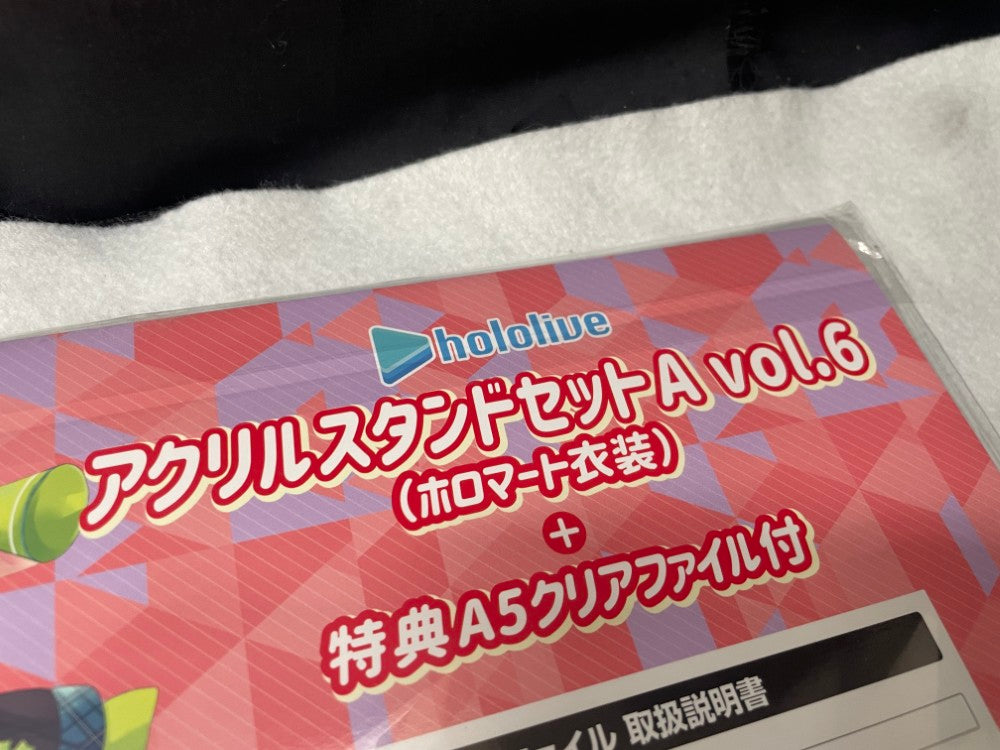 hololive
アクリルスタンドセットA vol.6
(ホロマート衣装)
+
特典A5クリアファイル付
イル 取扱説明書